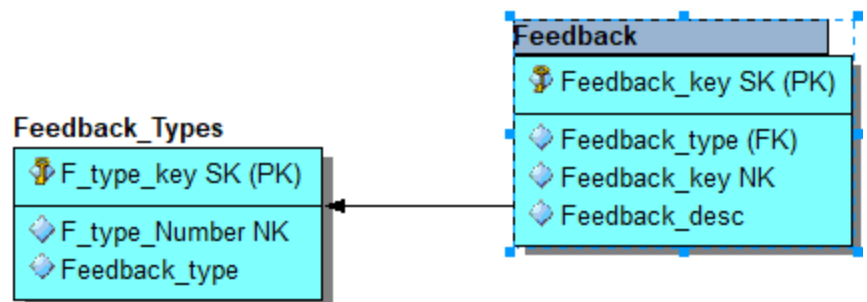 Feedback
Feedback_key SK (PK)
Feedback_type (FK)
Feedback_key NK
Feedback_desc
Feedback_Types
F_type_key SK (PK)
F_type_Number NK
Feedback_type